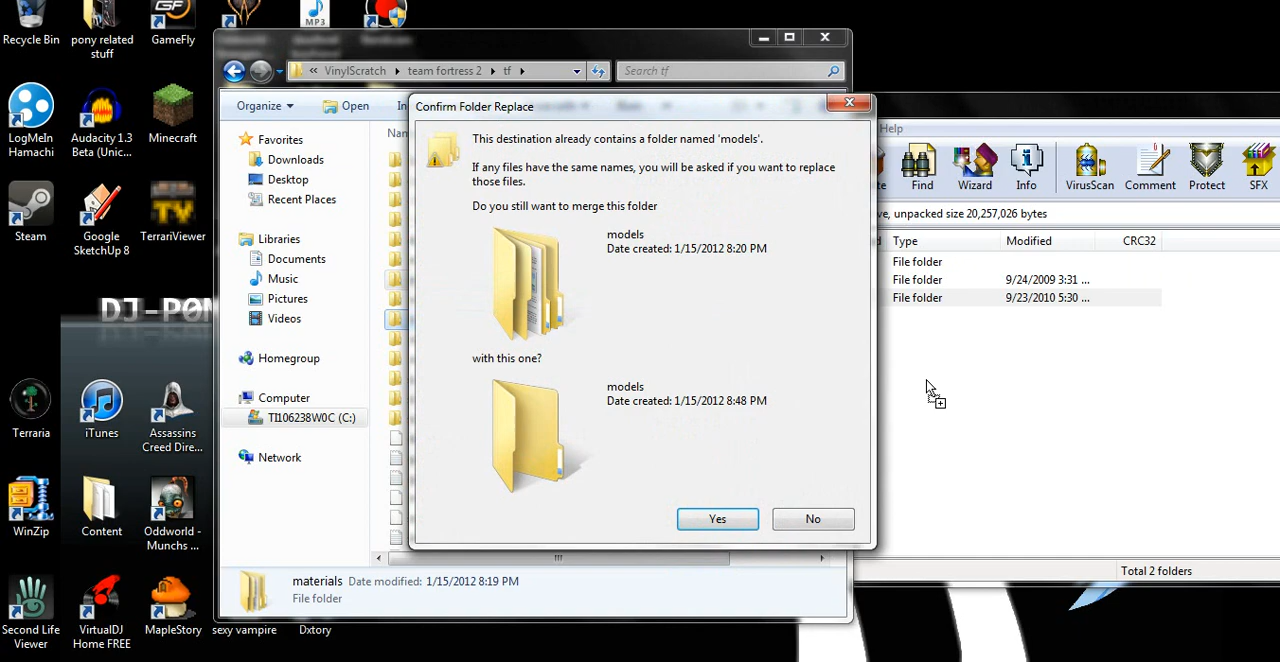 Recycle Bin
pony related
stuff
GameFly
MP3
VinylScratch
team fortress 2
tf
Search tf
Organize
Open
In
Confirm Folder Replace
Help
This destination already contains a folder named 'models'.
If any files have the same names, you will be asked if you want to replace
those files.
Do you still want to merge this folder
models
Date created: 1/15/2012 8:20 PM
with this one?
models
Date created: 1/15/2012 8:48 PM
Yes
No
LogMeIn
Hamachi
Audacity 1.3
Beta (Unic...
Minecraft
Steam
Google
SketchUp 8
TV
TerrariViewer
DJ-P0N
Terraria
iTunes
Assassins
Creed Dire...
WinZip
Content
Oddworld -
Munchs ...
Second Life
Viewer
VirtualDJ
Home FREE
MapleStory
sexy vampire
Dxtory
Favorites
Downloads
Desktop
Recent Places
Libraries
Documents
Music
Pictures
Videos
Homegroup
Computer
TI106238W0C (C:)
Network
Nan
materials
Date modified: 1/15/2012 8:19 PM
File folder
Find
Wizard
Info
VirusScan
Comment
Protect
SFX
ve, unpacked size 20,257,026 bytes
Type
Modified
CRC32
File folder
File folder
9/24/2009 3:31 ...
File folder
9/23/2010 5:30 ...
Total 2 folders